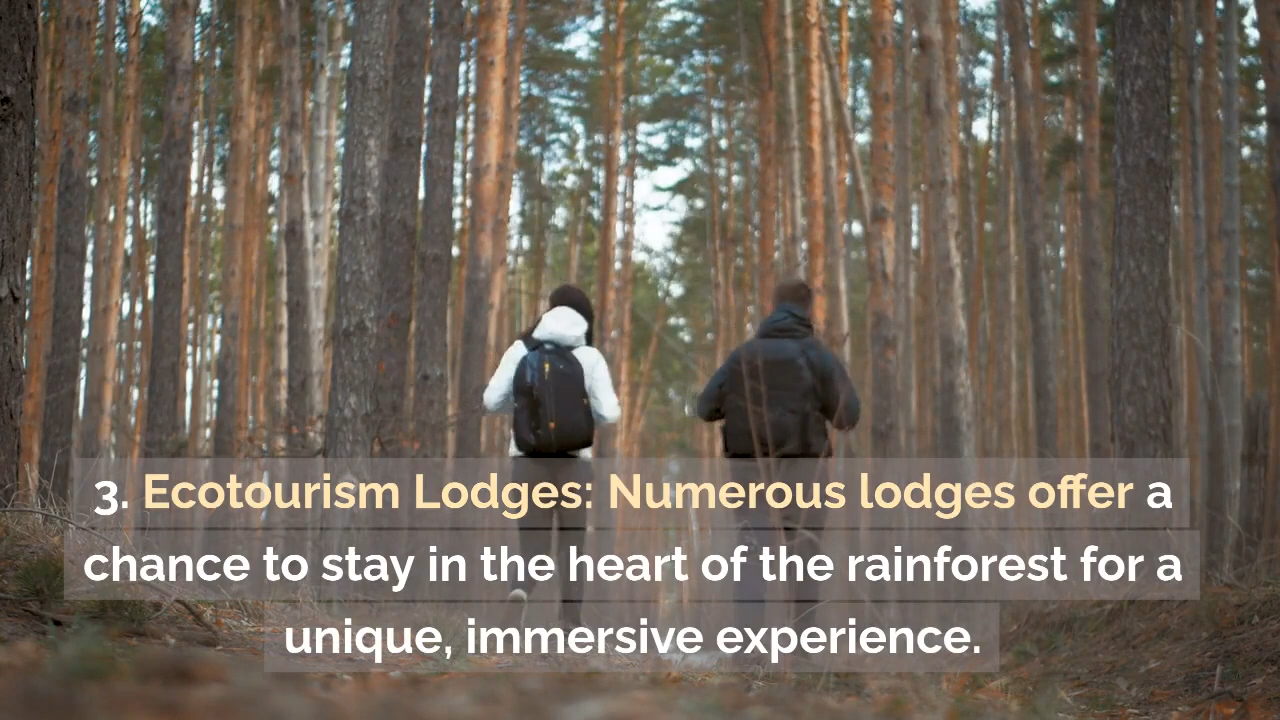 3. Ecotourism Lodges: Numerous lodges offer a
chance to stay in the heart of the rainforest for a
unique, immersive experience.